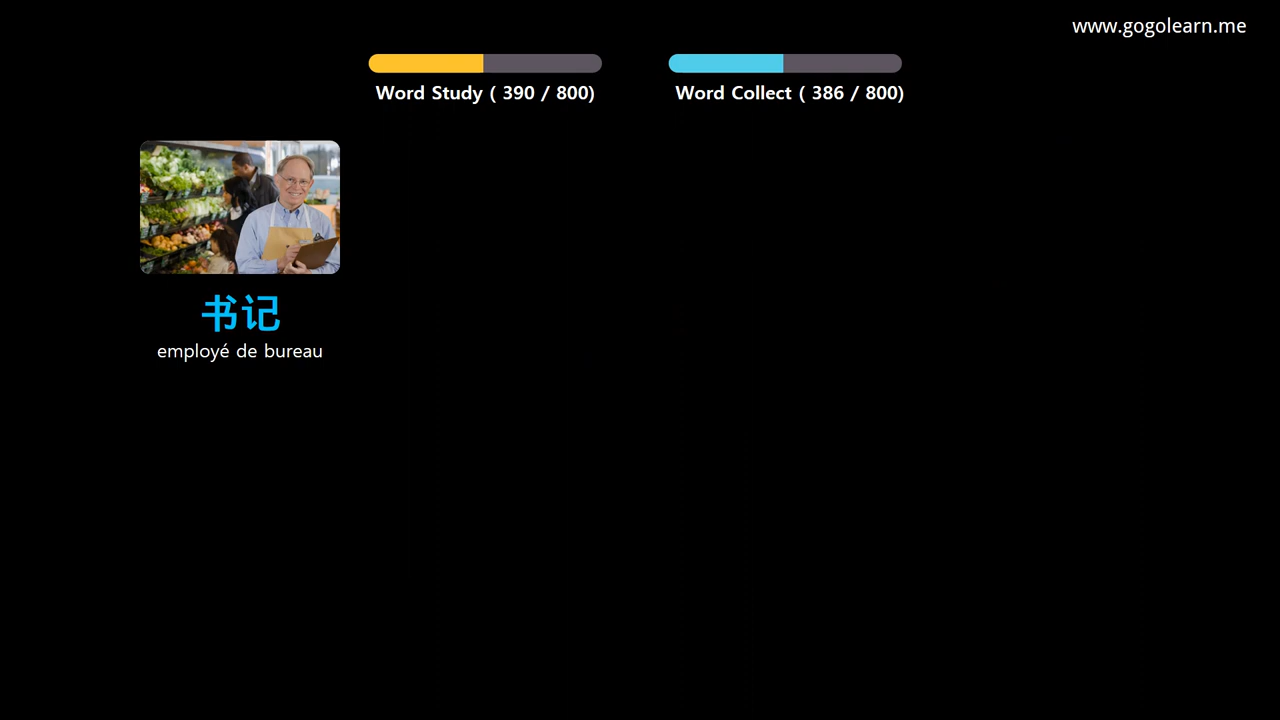 www.gogolearn.me
Word Study ( 390 / 800)
Word Collect ( 386 / 800)
书记
employé de bureau